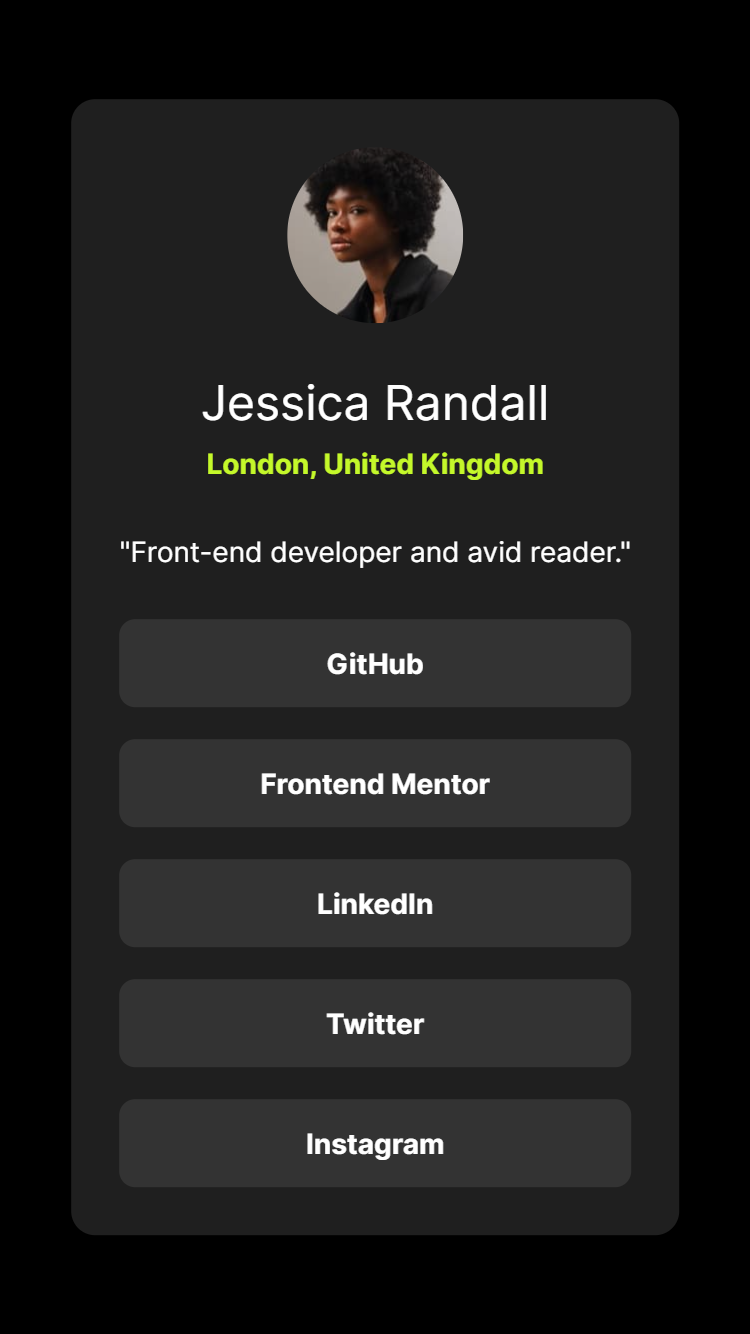 Jessica Randall
London, United Kingdom
"Front-end developer and avid reader."
GitHub
Frontend Mentor
LinkedIn
Twitter
Instagram